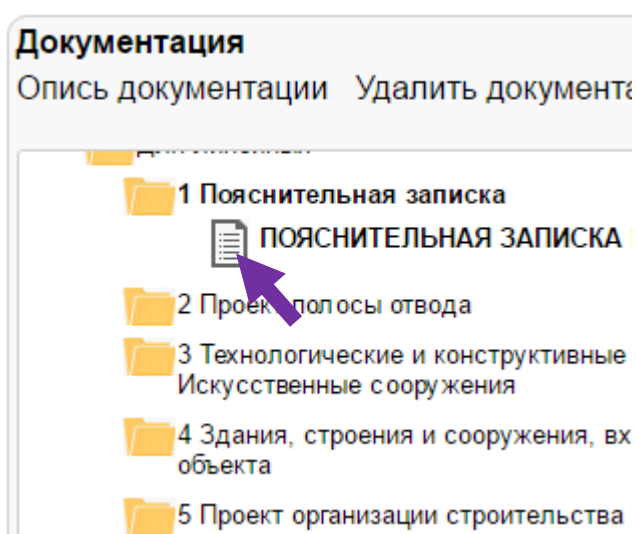 Документация
Опись документации Удалить документа
1 Пояснительная записка
ПОЯСНИТЕЛЬНАЯ ЗАПИСКА
2 Проект полосы отвода
3 Технологические и конструктивные
Искусственные сооружения
4 Здания, строения и сооружения, вх
объекта
5 Проект организации строительства